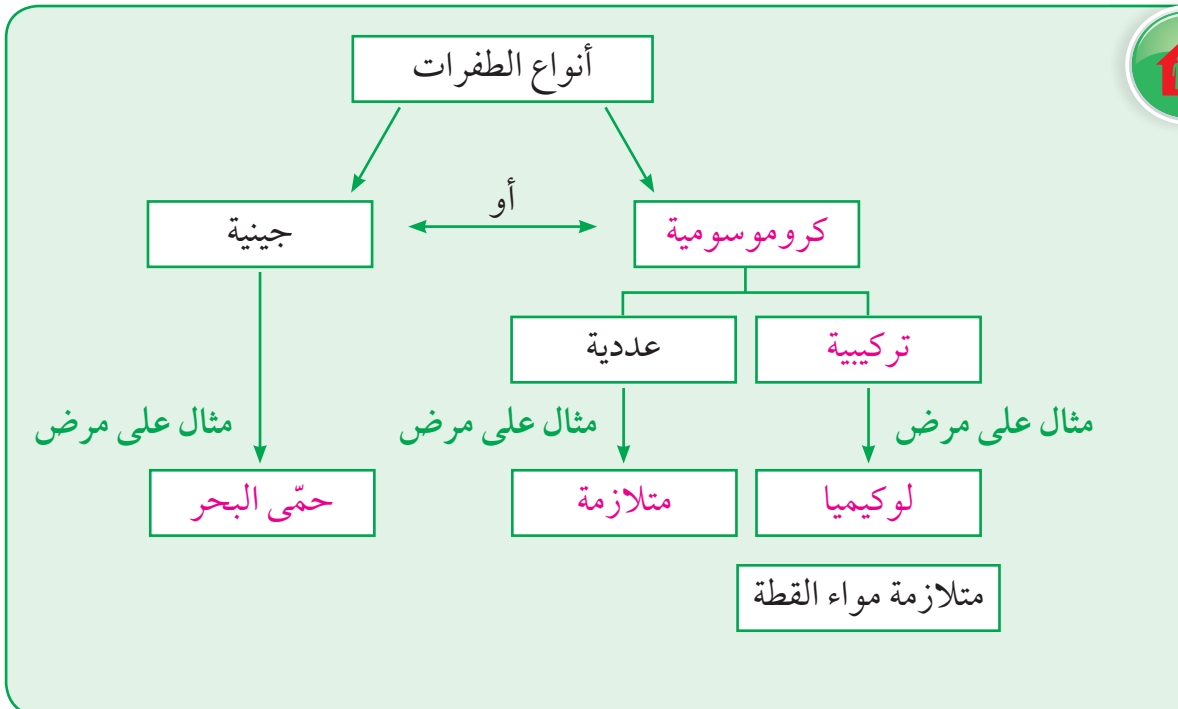 أنواع الطفرات
أو
كروموسومية
جينية
تركيبية
عددية
مثال على مرض
مثال على مرض
مثال على مرض
لوكيميا
متلازمة
حمّى البحر
متلازمة مواء القطة